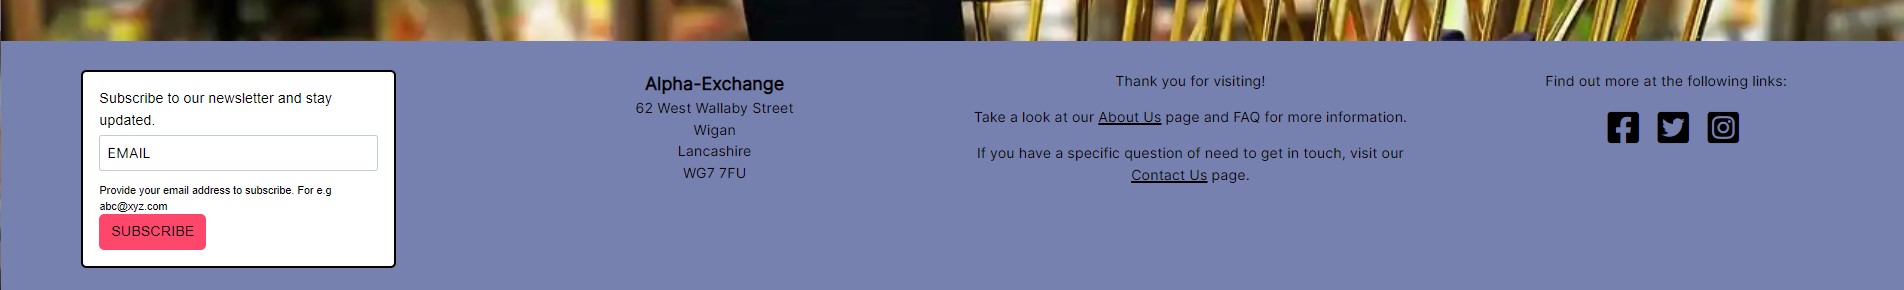 Subscribe to our newsletter and stay
updated.
EMAIL
Provide your email address to subscribe. For e.g
abc@xyz.com
SUBSCRIBE
Alpha-Exchange
62 West Wallaby Street
Wigan
Lancashire
WG7 7FU
Thank you for visiting!
Take a look at our About Us page and FAQ for more information.
If you have a specific question of need to get in touch, visit our
Contact Us page.
Find out more at the following links: